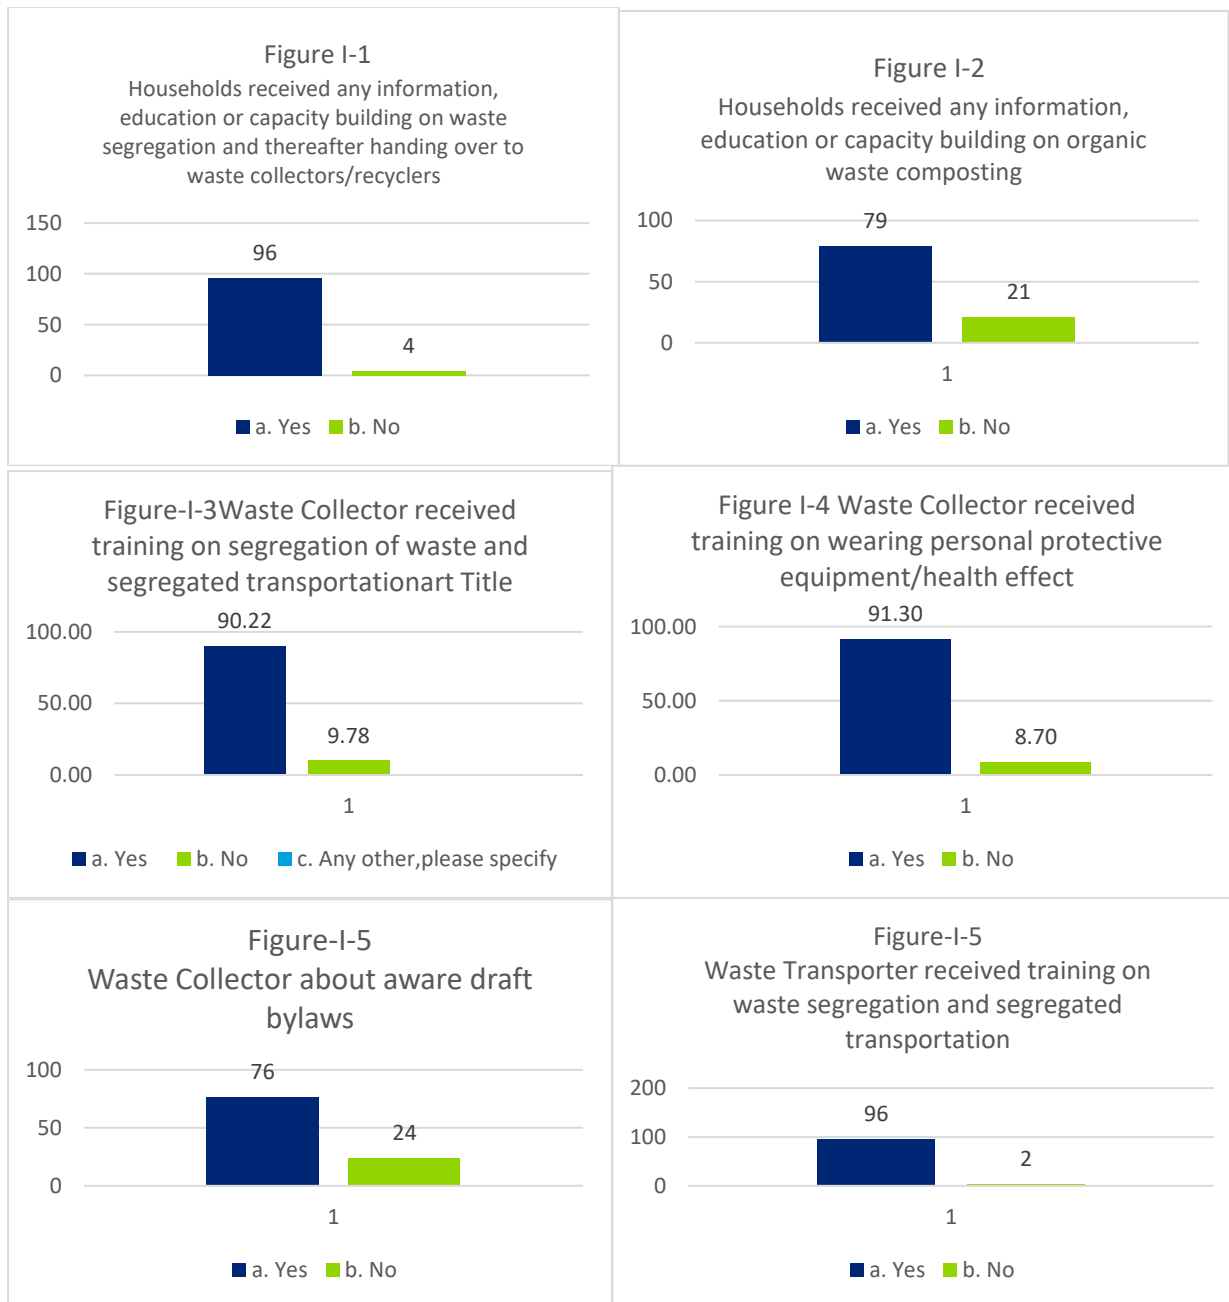 Figure I-1
Households received any information,
education or capacity building on waste
segregation and thereafter handing over to
waste collectors/recyclers
150
100
50
0
96
4
a. Yes b. No
Figure I-2
Households received any information,
education or capacity building on organic
waste composting
100
50
0
79
21
1
a. Yes b. No
Figure-I-3Waste Collector received
training on segregation of waste and
segregated transportationart Title
100.00
50.00
0.00
90.22
9.78
1
a. Yes b. No c. Any other,please specify
Figure I-4 Waste Collector received
training on wearing personal protective
equipment/health effect
100.00
50.00
0.00
91.30
8.70
1
a. Yes b. No
Figure-I-5
Waste Collector about aware draft
bylaws
100
50
0
76
24
1
a. Yes b. No
Figure-I-5
Waste Transporter received training on
waste segregation and segregated
transportation
200
100
0
96
2
1
a. Yes b. No